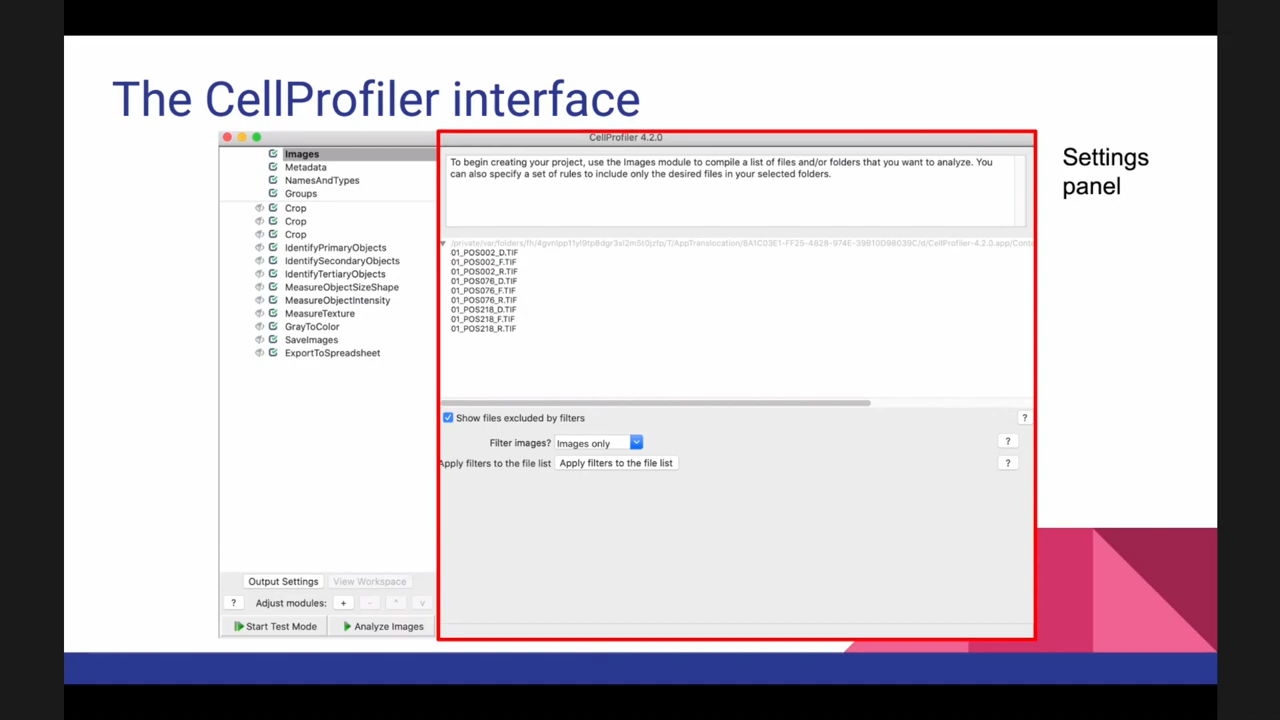 The CellProfiler interface
CellProfiler 4.2.0
Settings
panel
Images
Metadata
NamesAndTypes
Groups
Crop
Crop
Crop
IdentifyPrimaryObjects
IdentifySecondaryObjects
IdentifyTertiaryObjects
MeasureObjectSizeShape
MeasureObjectIntensity
MeasureTexture
GrayToColor
SaveImages
ExportToSpreadsheet
Output Settings View Workspace
? Adjust modules: + - ^ v
Start Test Mode Analyze Images
To begin creating your project, use the Images module to compile a list of files and/or folders that you want to analyze. You
can also specify a set of rules to include only the desired files in your selected folders.
01_POS002_D.TIF
01_POS002_F.TIF
01_POS002_R.TIF
01_POS076_D.TIF
01_POS076_F.TIF
01_POS076_R.TIF
01_POS218_D.TIF
01_POS218_F.TIF
01_POS218_R.TIF
Show files excluded by filters ?
Filter images? Images only ?
Apply filters to the file list Apply filters to the file list ?